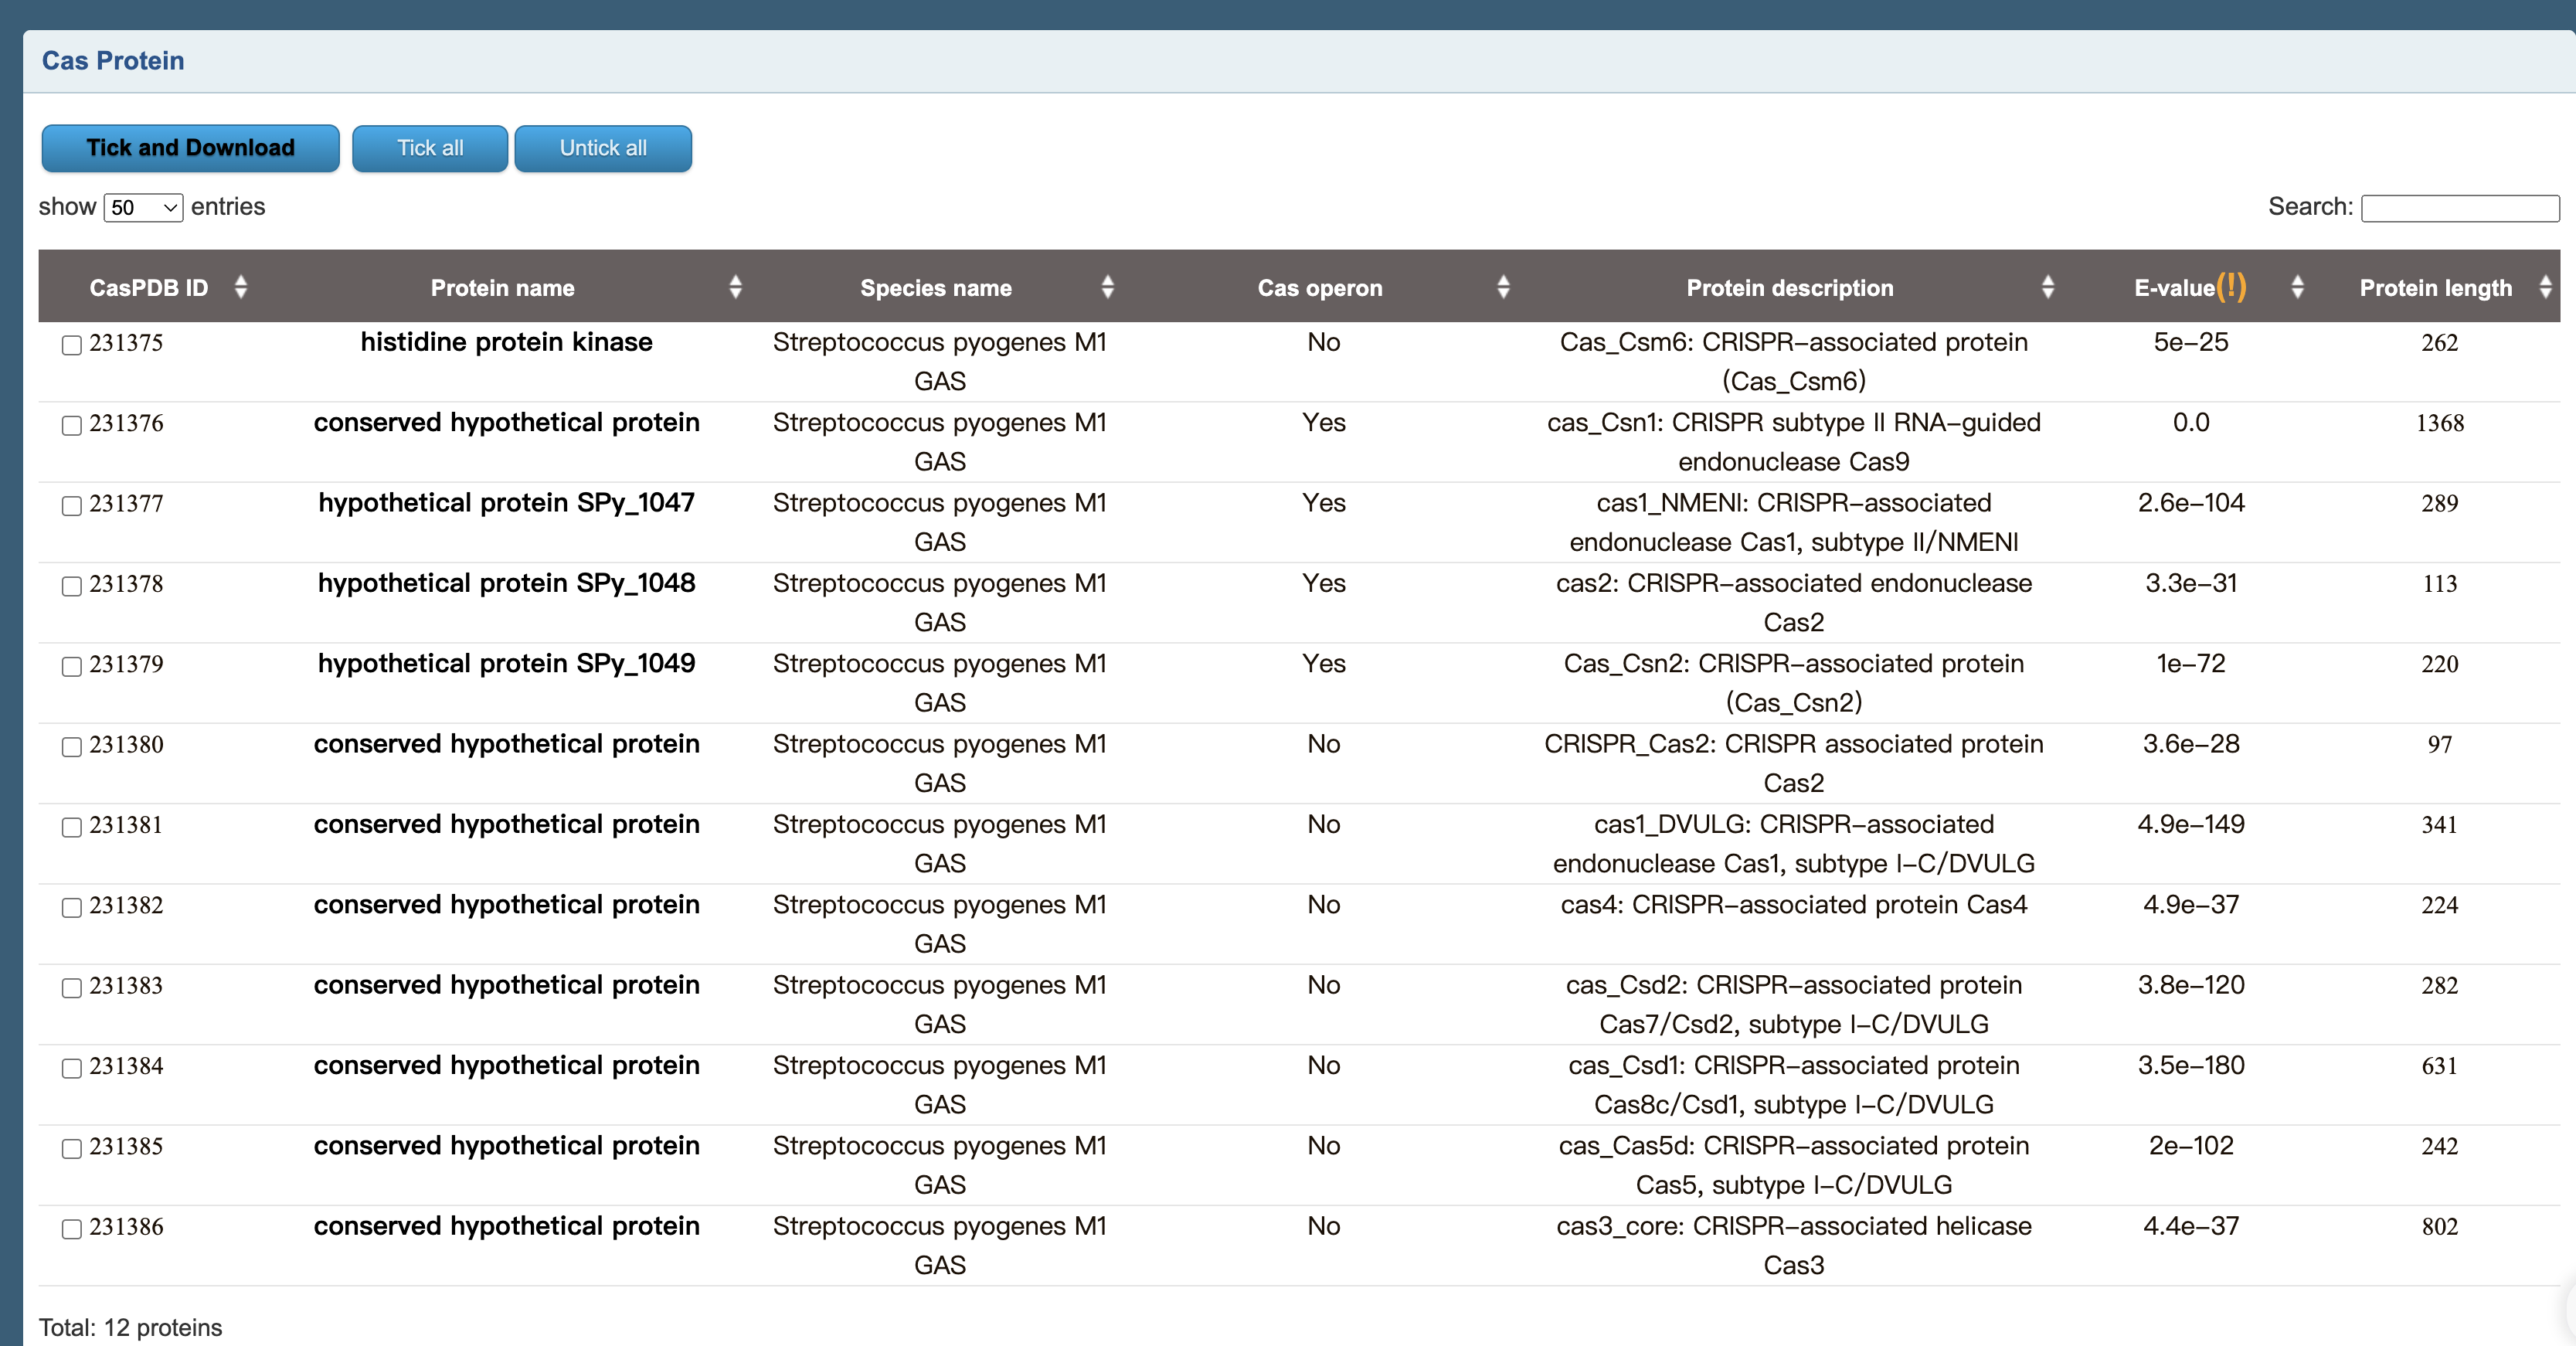 Cas Protein
Tick and Download Tick all Untick all
show 50 entries Search:
CasPDB ID Protein name Species name Cas operon Protein description E-value(!) Protein length
231375 histidine protein kinase Streptococcus pyogenes M1 No Cas_Csm6: CRISPR-associated protein 5e-25 262
GAS (Cas_Csm6)
231376 conserved hypothetical protein Streptococcus pyogenes M1 Yes cas_Csn1: CRISPR subtype II RNA-guided 0.0 1368
GAS endonuclease Cas9
231377 hypothetical protein SPy_1047 Streptococcus pyogenes M1 Yes cas1_NMENI: CRISPR-associated 2.6e-104 289
GAS endonuclease Cas1, subtype II/NMENI
231378 hypothetical protein SPy_1048 Streptococcus pyogenes M1 Yes cas2: CRISPR-associated endonuclease 3.3e-31 113
GAS Cas2
231379 hypothetical protein SPy_1049 Streptococcus pyogenes M1 Yes Cas_Csn2: CRISPR-associated protein 1e-72 220
GAS (Cas_Csn2)
231380 conserved hypothetical protein Streptococcus pyogenes M1 No CRISPR_Cas2: CRISPR associated protein 3.6e-28 97
GAS Cas2
231381 conserved hypothetical protein Streptococcus pyogenes M1 No cas1_DVULG: CRISPR-associated 4.9e-149 341
GAS endonuclease Cas1, subtype I-C/DVULG
231382 conserved hypothetical protein Streptococcus pyogenes M1 No cas4: CRISPR-associated protein Cas4 4.9e-37 224
GAS
231383 conserved hypothetical protein Streptococcus pyogenes M1 No cas_Csd2: CRISPR-associated protein 3.8e-120 282
GAS Cas7/Csd2, subtype I-C/DVULG
231384 conserved hypothetical protein Streptococcus pyogenes M1 No cas_Csd1: CRISPR-associated protein 3.5e-180 631
GAS Cas8c/Csd1, subtype I-C/DVULG
231385 conserved hypothetical protein Streptococcus pyogenes M1 No cas_Cas5d: CRISPR-associated protein 2e-102 242
GAS Cas5, subtype I-C/DVULG
231386 conserved hypothetical protein Streptococcus pyogenes M1 No cas3_core: CRISPR-associated helicase 4.4e-37 802
GAS Cas3
Total: 12 proteins